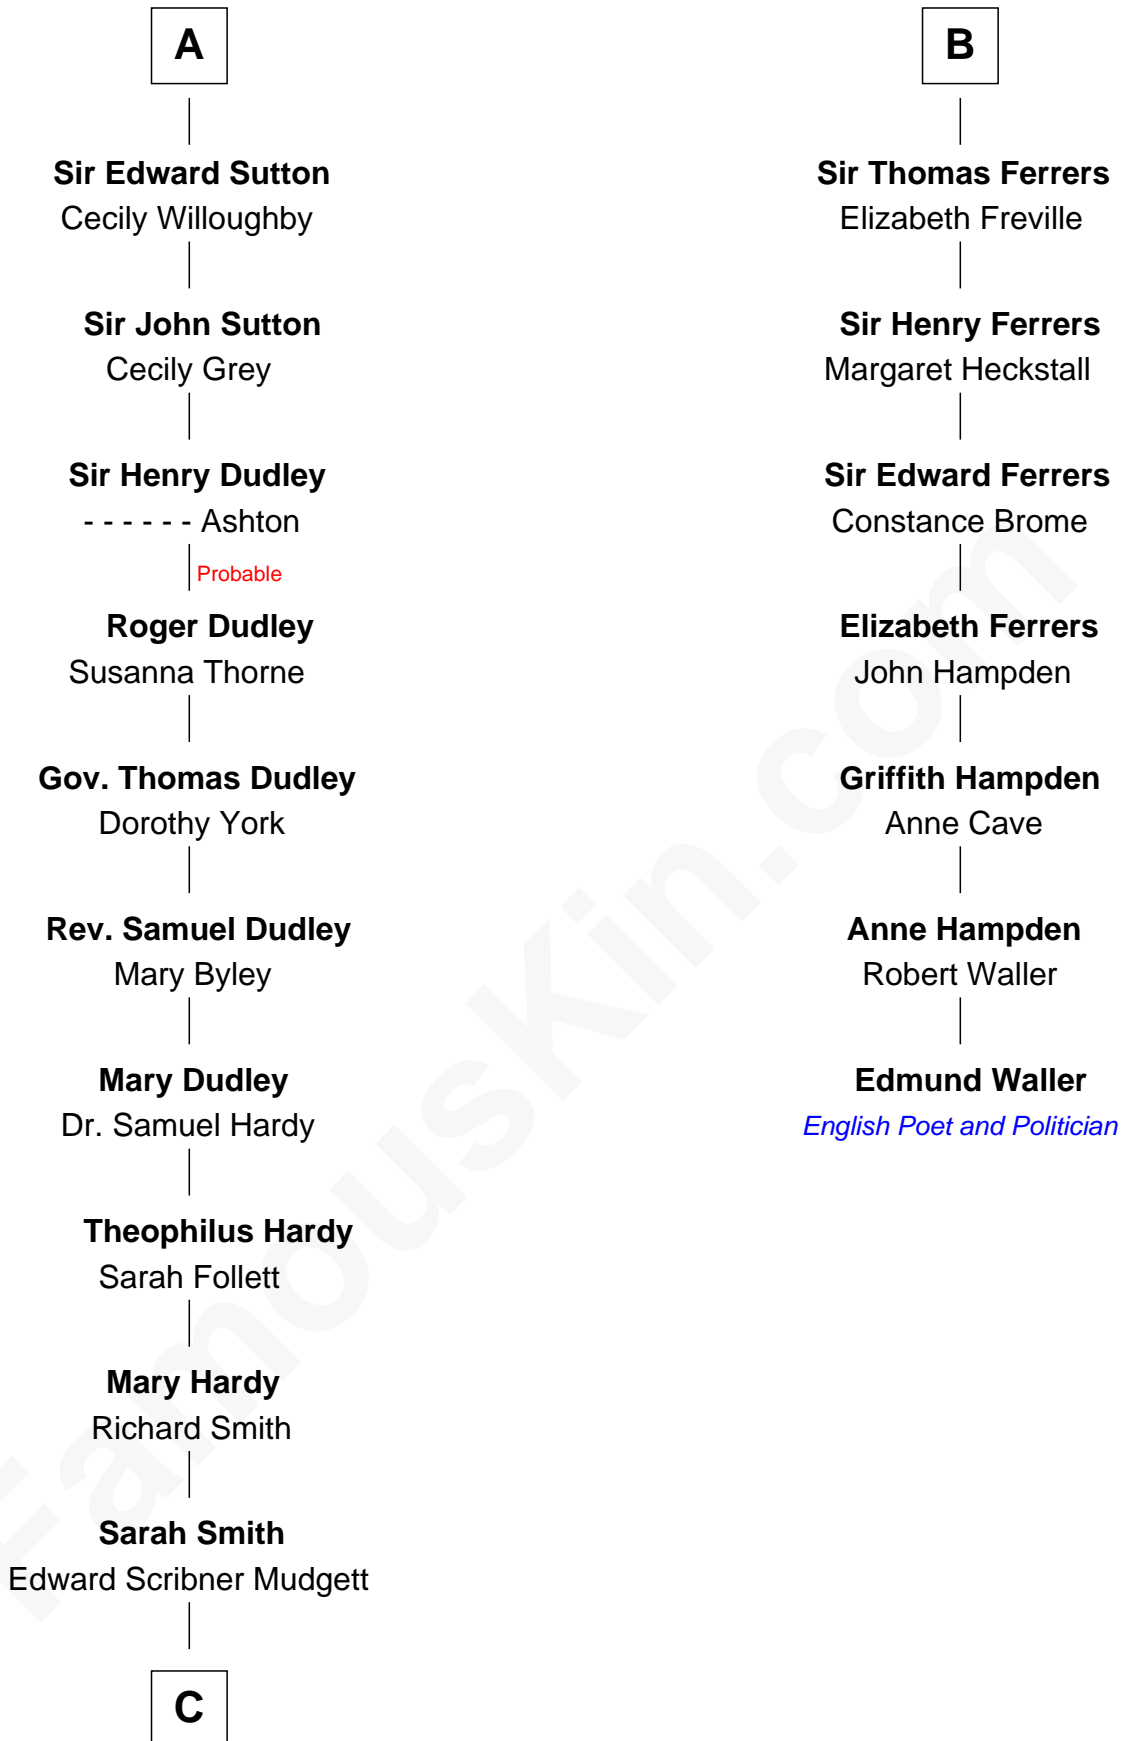 A
Sir Edward Sutton
Cecily Willoughby
Sir John Sutton
Cecily Grey
Sir Henry Dudley
- - - - - - Ashton
Probable
Roger Dudley
Susanna Thorne
Gov. Thomas Dudley
Dorothy York
Rev. Samuel Dudley
Mary Byley
Mary Dudley
Dr. Samuel Hardy
Theophilus Hardy
Sarah Follett
Mary Hardy
Richard Smith
Sarah Smith
Edward Scribner Mudgett
C
B
Sir Thomas Ferrers
Elizabeth Freville
Sir Henry Ferrers
Margaret Heckstall
Sir Edward Ferrers
Constance Brome
Elizabeth Ferrers
John Hampden
Griffith Hampden
Anne Cave
Anne Hampden
Robert Waller
Edmund Waller
English Poet and Politician
FamousKin.com